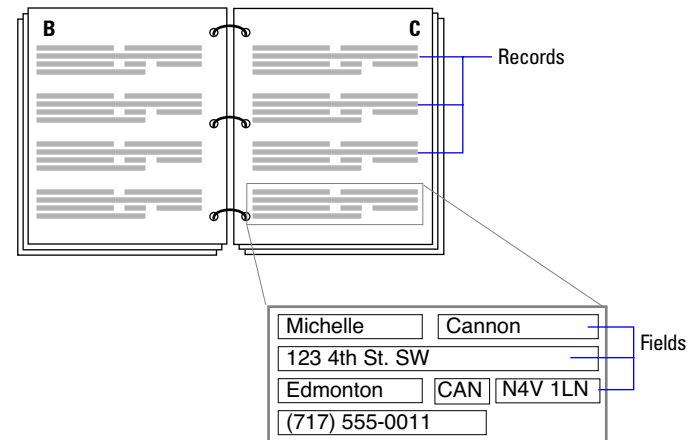 B
C
Records
Michelle Cannon
Fields
123 4th St. SW
Edmonton CAN N4V 1LN
(717) 555-0011